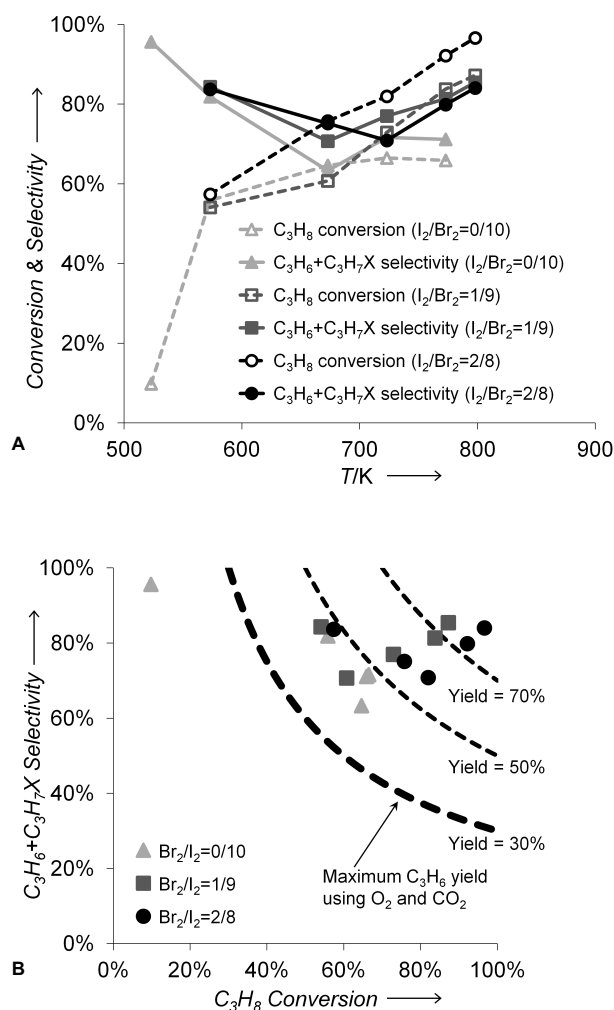 100%
80%
60%
40%
20%
0%
Conversion & Selectivity
C₃H₈ conversion (I₂/Br₂=0/10)
C₃H₆+C₃H₇X selectivity (I₂/Br₂=0/10)
C₃H₈ conversion (I₂/Br₂=1/9)
C₃H₆+C₃H₇X selectivity (I₂/Br₂=1/9)
C₃H₈ conversion (I₂/Br₂=2/8)
C₃H₆+C₃H₇X selectivity (I₂/Br₂=2/8)
A
500 600 700 800 900
T/K
100%
80%
60%
40%
20%
0%
C₃H₆+C₃H₇X Selectivity
Yield = 70%
Yield = 50%
Yield = 30%
Maximum C₃H₆ yield
using O₂ and CO₂
Br₂/I₂=0/10
Br₂/I₂=1/9
Br₂/I₂=2/8
B
0% 20% 40% 60% 80% 100%
C₃H₈ Conversion